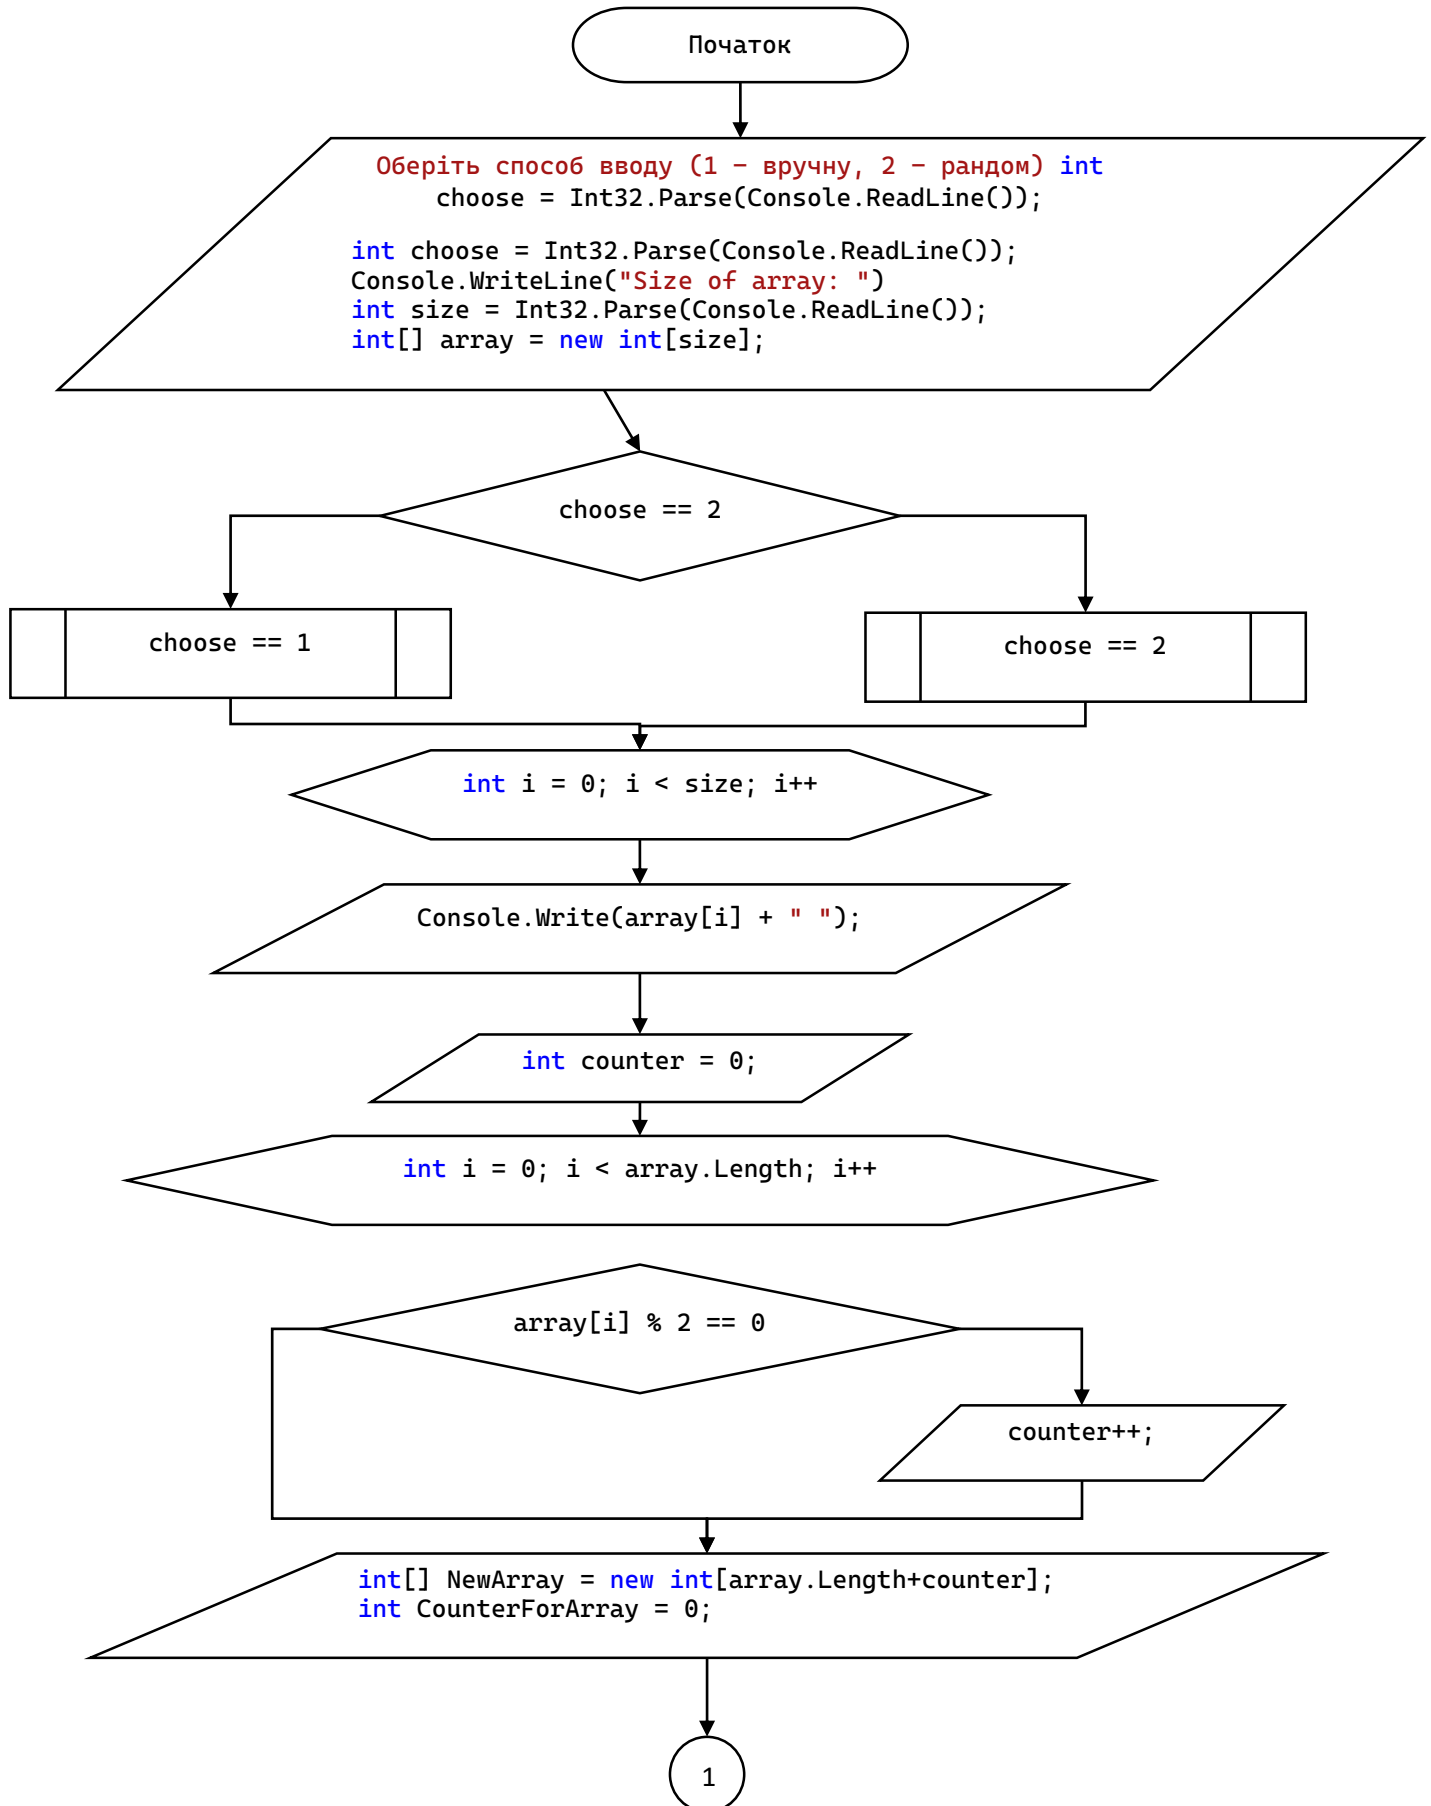 Початок
Оберіть спосіб вводу (1 – вручну, 2 – рандом) int
choose = Int32.Parse(Console.ReadLine());
int choose = Int32.Parse(Console.ReadLine());
Console.WriteLine("Size of array: ")
int size = Int32.Parse(Console.ReadLine());
int[] array = new int[size];
choose == 2
choose == 1
choose == 2
int i = 0; i < size; i++
Console.Write(array[i] + " ");
int counter = 0;
int i = 0; i < array.Length; i++
array[i] % 2 == 0
counter++;
int[] NewArray = new int[array.Length+counter];
int CounterForArray = 0;
1